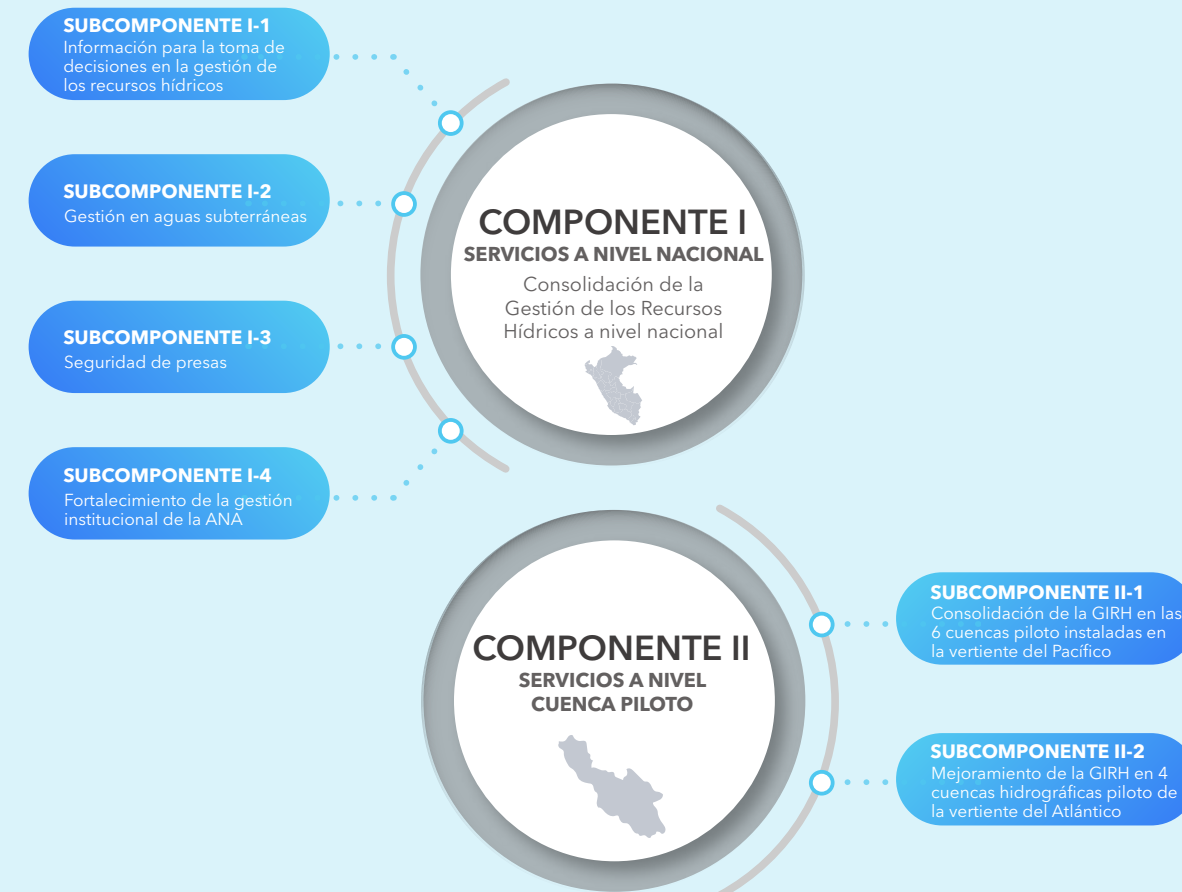 SUBCOMPONENTE I-1
Información para la toma de
decisiones en la gestión de
los recursos hídricos
SUBCOMPONENTE I-2
Gestión en aguas subterráneas
SUBCOMPONENTE I-3
Seguridad de presas
SUBCOMPONENTE I-4
Fortalecimiento de la gestión
institucional de la ANA
COMPONENTE I
SERVICIOS A NIVEL NACIONAL
Consolidación de la
Gestión de los Recursos
Hídricos a nivel nacional
COMPONENTE II
SERVICIOS A NIVEL
CUENCA PILOTO
SUBCOMPONENTE II-1
Consolidación de la GIRH en las
6 cuencas piloto instaladas en
la vertiente del Pacífico
SUBCOMPONENTE II-2
Mejoramiento de la GIRH en 4
cuencas hidrográficas piloto de
la vertiente del Atlántico